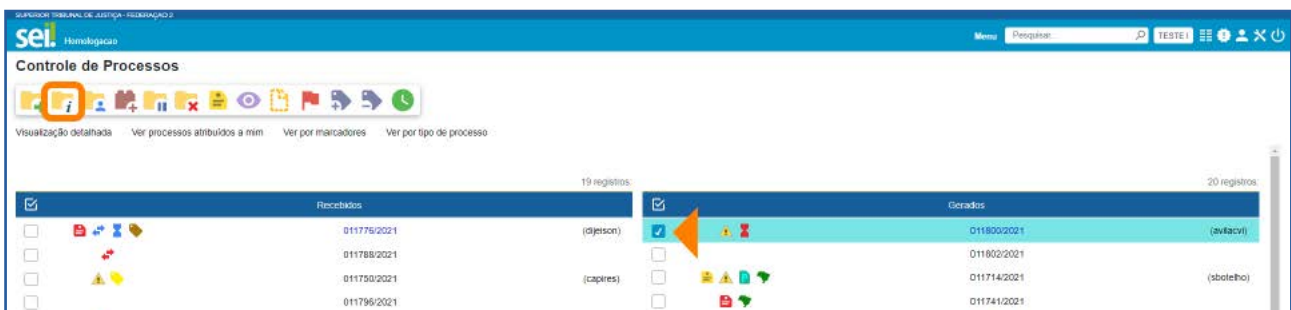 SUPERIOR TRIBUNAL DE JUSTIÇA - FEDERAÇÃO 2
sei! Homologacao Menu Pesquisar... TESTE I
Controle de Processos
Visualização detalhada Ver processos atribuídos a mim Ver por marcadores Ver por tipo de processo
19 registros: 20 registros:
Recebidos Gerados
011776/2021 (dijeison) 011800/2021 (avilacvl)
011788/2021 011802/2021
011750/2021 (capires) 011714/2021 (sbotelho)
011796/2021 011741/2021